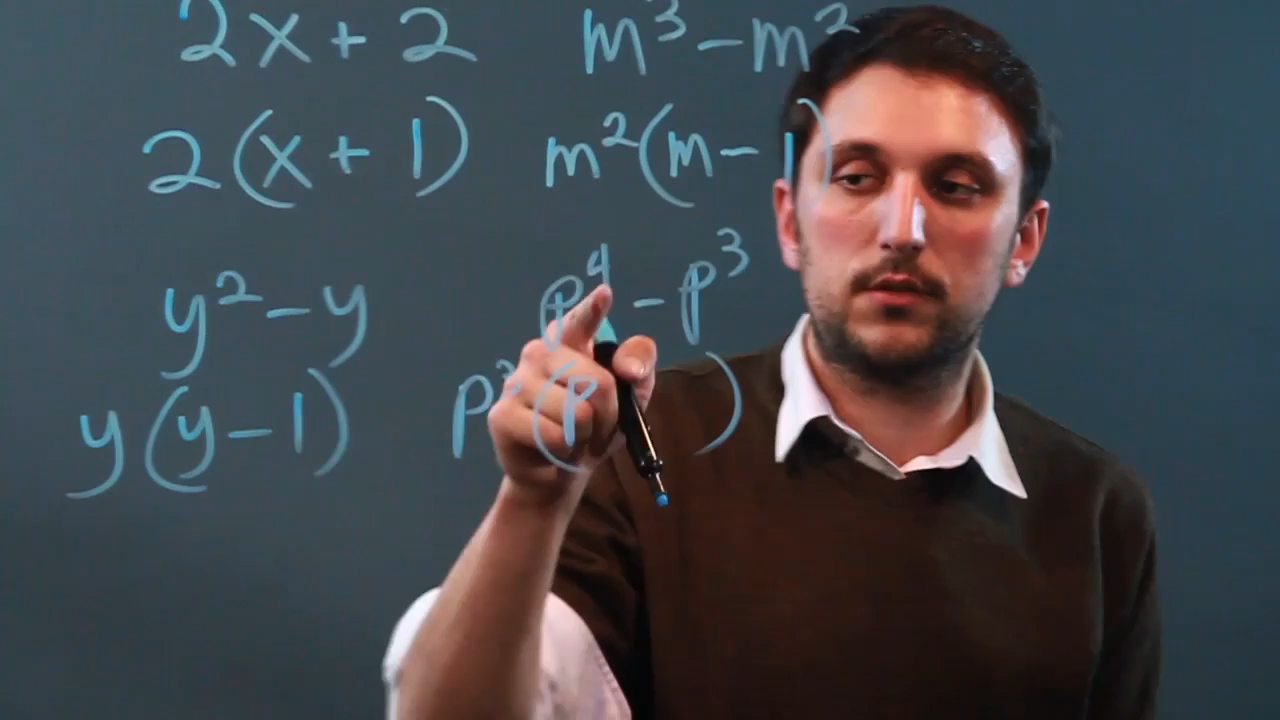 2x + 2
2(x + 1)
m³ – m²
m²(m – 1)
y² – y
y(y – 1)
p⁴ – p³
p³(p )